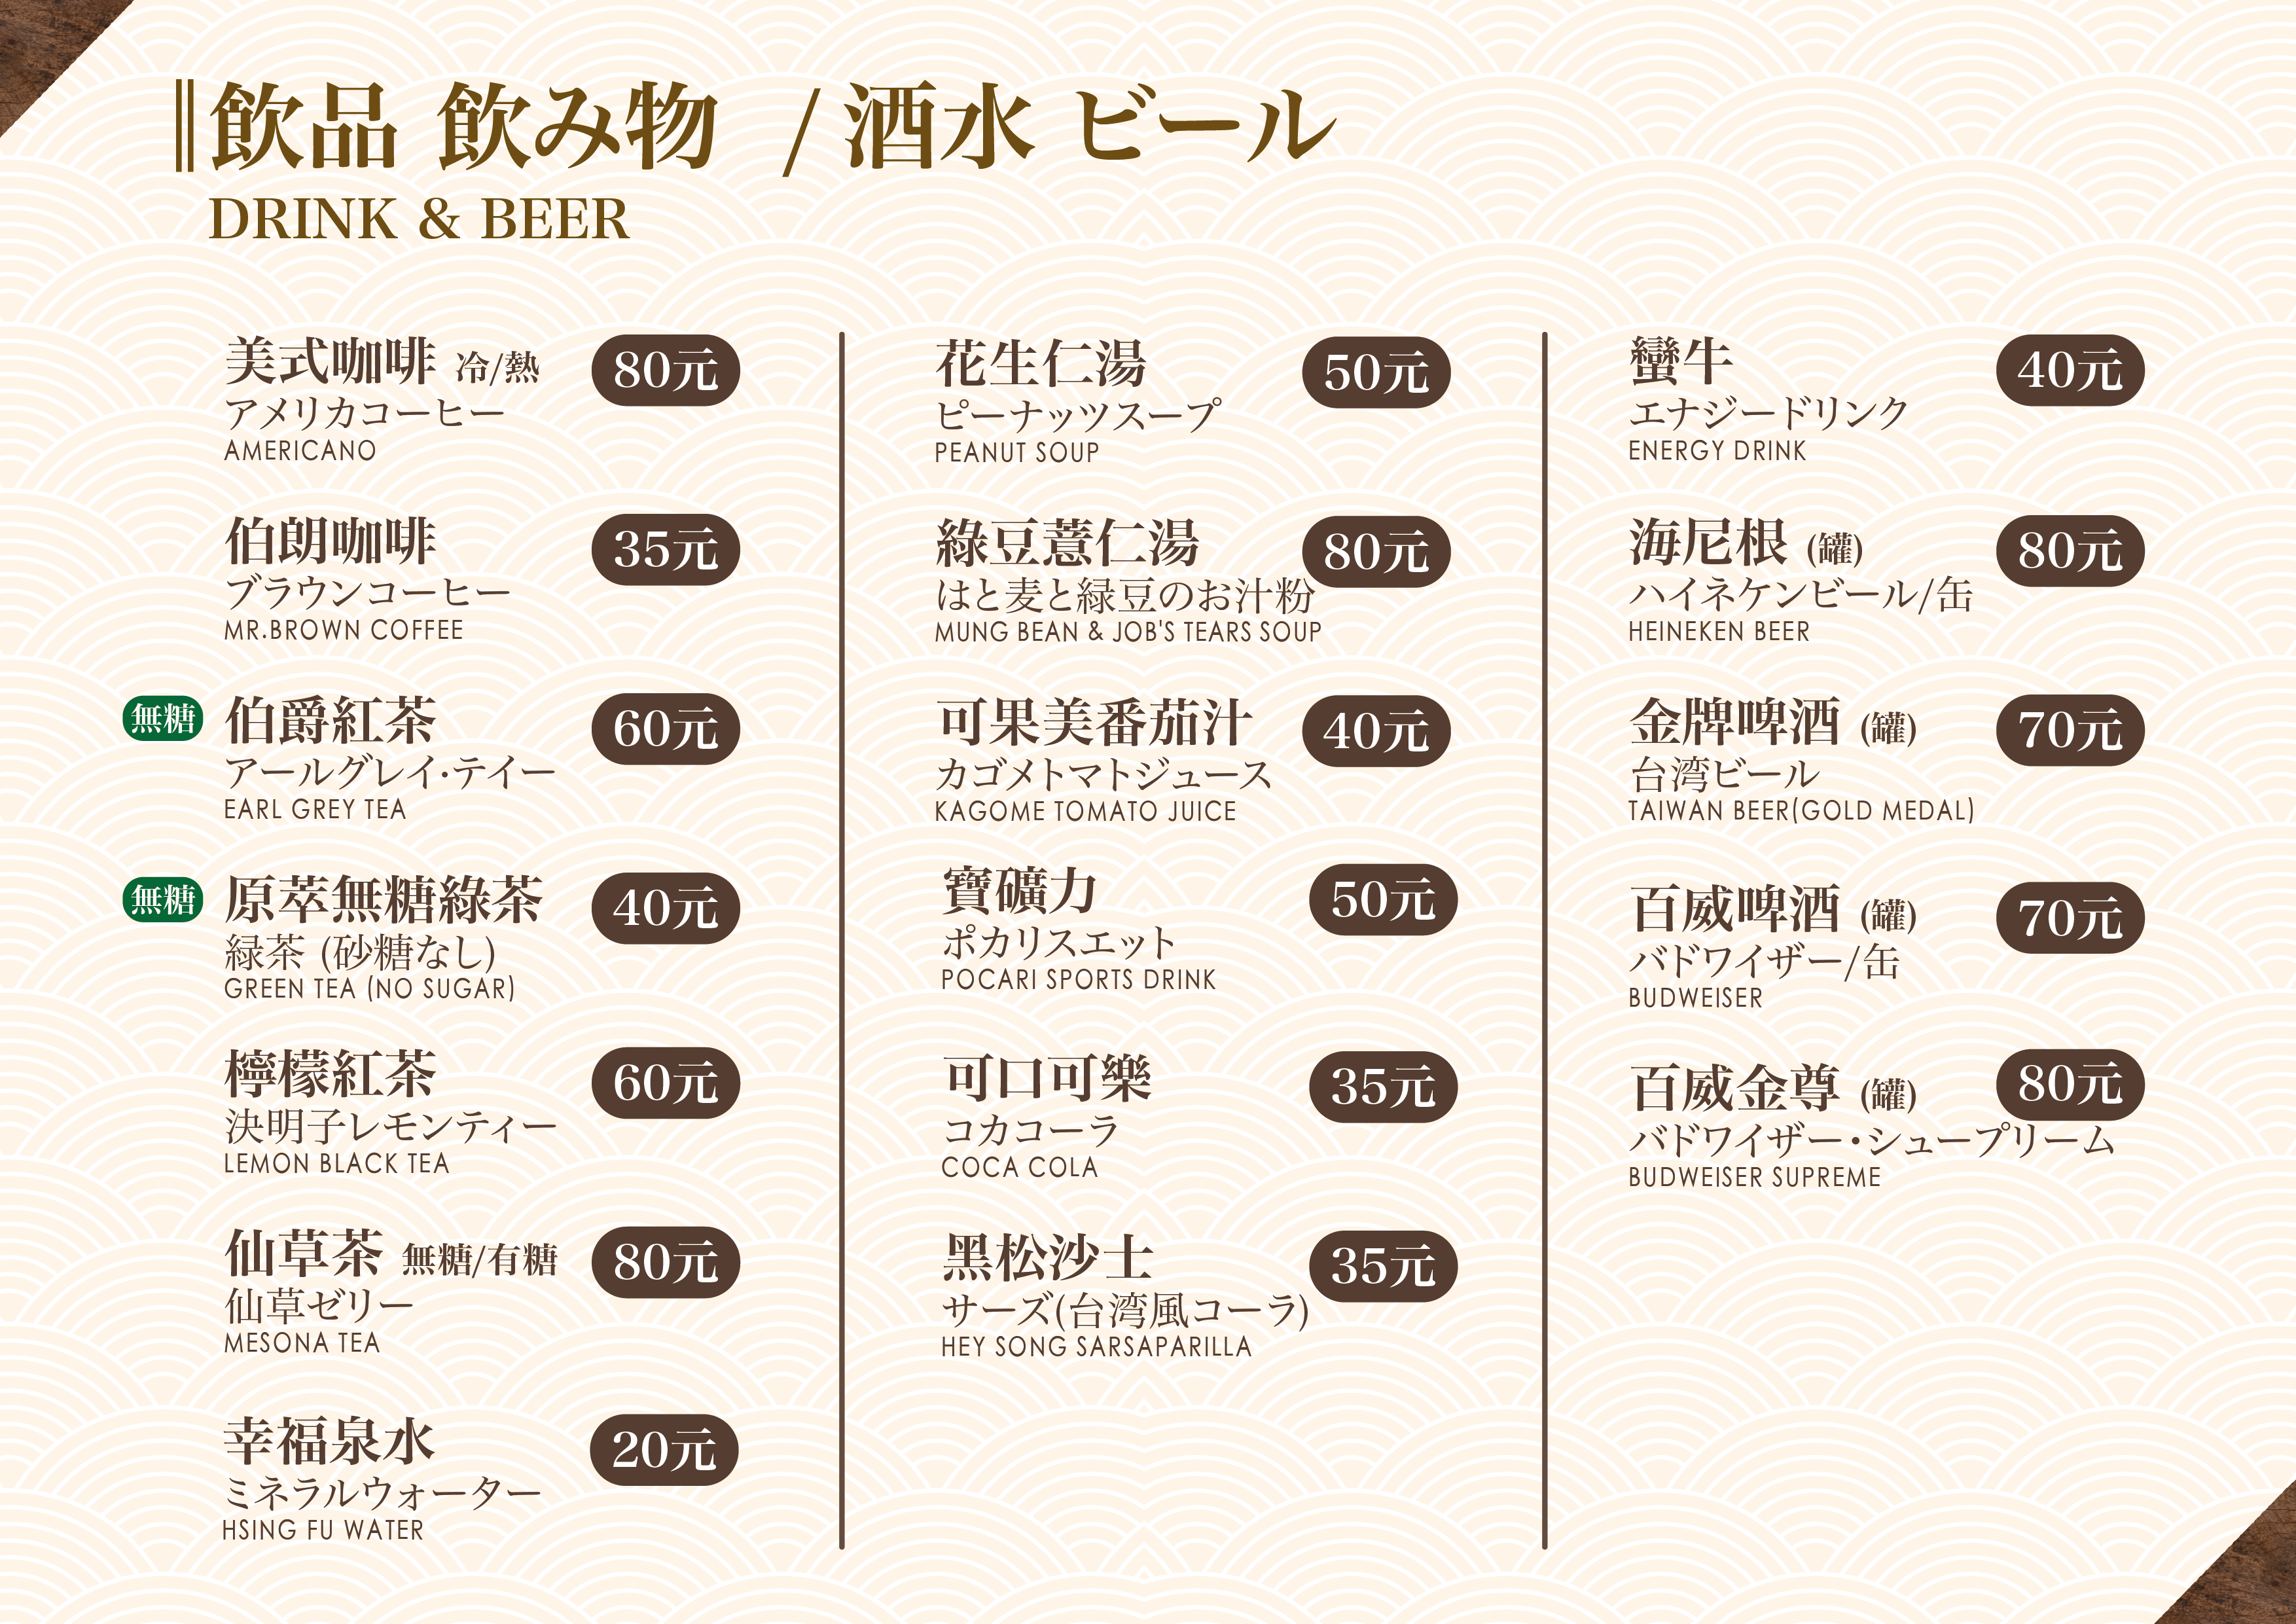 飲品 飲み物 / 酒水 ビール
DRINK & BEER
美式咖啡 冷/熱 80元
アメリカコーヒー
AMERICANO
伯朗咖啡 35元
ブラウンコーヒー
MR.BROWN COFFEE
無糖 伯爵紅茶 60元
アールグレイ·テイー
EARL GREY TEA
無糖 原萃無糖綠茶 40元
緑茶 (砂糖なし)
GREEN TEA (NO SUGAR)
檸檬紅茶 60元
決明子レモンティー
LEMON BLACK TEA
仙草茶 無糖/有糖 80元
仙草ゼリー
MESONA TEA
幸福泉水 20元
ミネラルウォーター
HSING FU WATER
花生仁湯 50元
ピーナッツスープ
PEANUT SOUP
綠豆薏仁湯 80元
はと麦と緑豆のお汁粉
MUNG BEAN & JOB'S TEARS SOUP
可果美番茄汁 40元
カゴメトマトジュース
KAGOME TOMATO JUICE
寶礦力 50元
ポカリスエット
POCARI SPORTS DRINK
可口可樂 35元
コカコーラ
COCA COLA
黑松沙士 35元
サーズ(台湾風コーラ)
HEY SONG SARSAPARILLA
蠻牛 40元
エナジードリンク
ENERGY DRINK
海尼根 (罐) 80元
ハイネケンビール/缶
HEINEKEN BEER
金牌啤酒 (罐) 70元
台湾ビール
TAIWAN BEER(GOLD MEDAL)
百威啤酒 (罐) 70元
バドワイザー/缶
BUDWEISER
百威金尊 (罐) 80元
バドワイザー・シュープリーム
BUDWEISER SUPREME